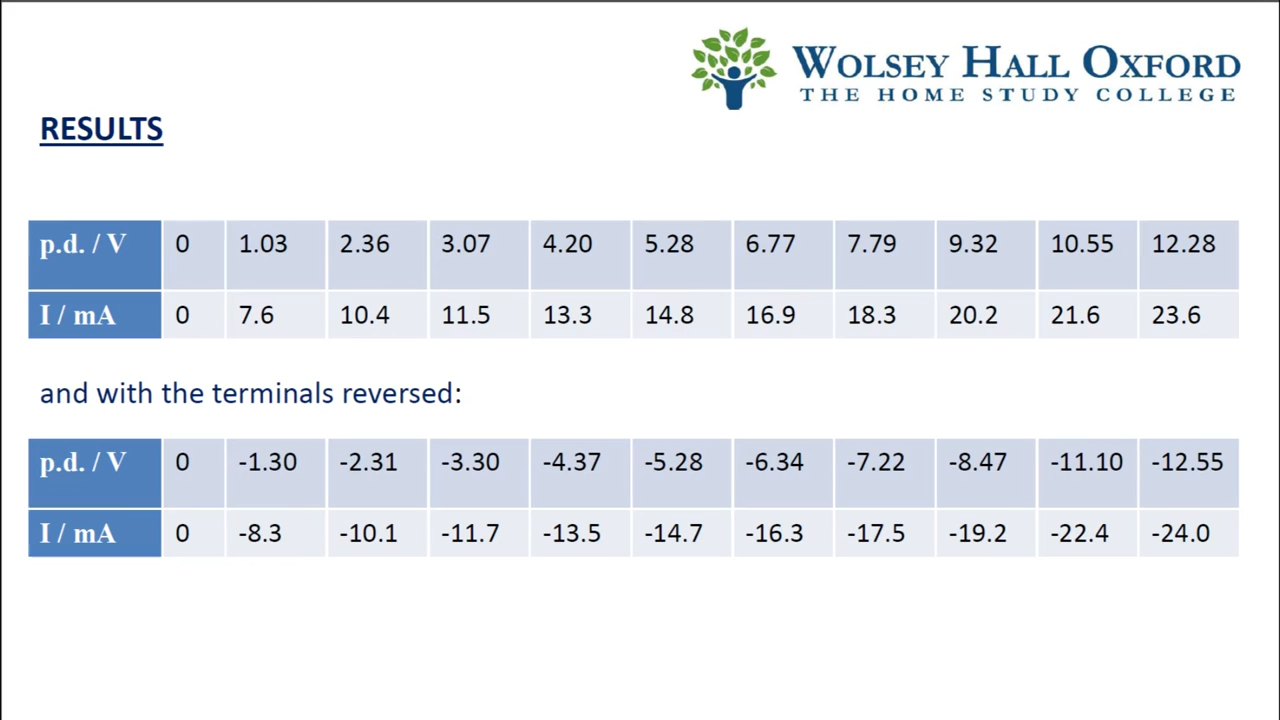 WOLSEY HALL OXFORD
THE HOME STUDY COLLEGE
RESULTS
p.d. / V 0 1.03 2.36 3.07 4.20 5.28 6.77 7.79 9.32 10.55 12.28
I / mA 0 7.6 10.4 11.5 13.3 14.8 16.9 18.3 20.2 21.6 23.6
and with the terminals reversed:
p.d. / V 0 -1.30 -2.31 -3.30 -4.37 -5.28 -6.34 -7.22 -8.47 -11.10 -12.55
I / mA 0 -8.3 -10.1 -11.7 -13.5 -14.7 -16.3 -17.5 -19.2 -22.4 -24.0